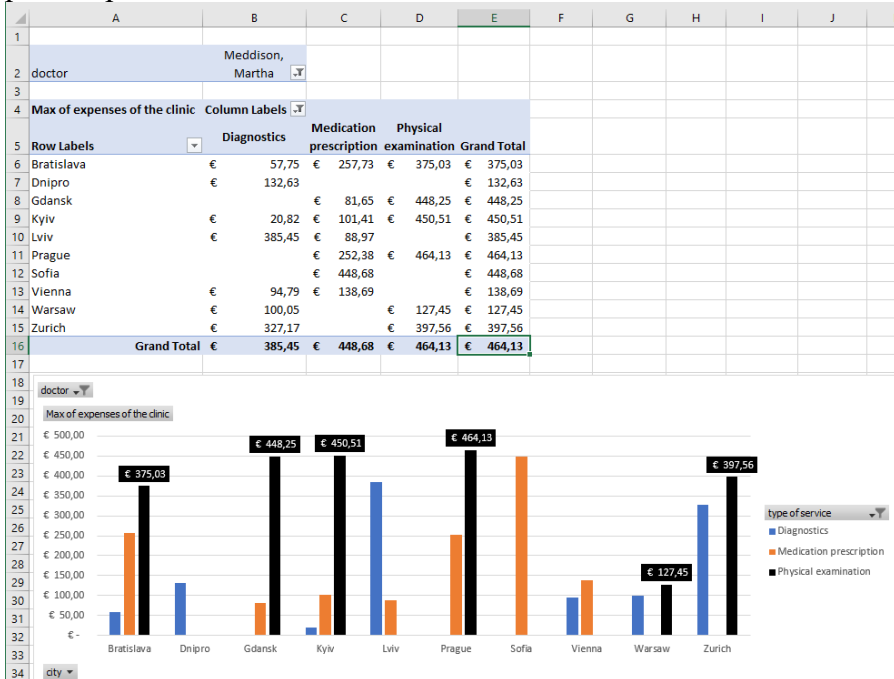 A B C D E F G H I J
1
Meddison,
2 doctor Martha
3
4 Max of expenses of the clinic Column Labels
Medication Physical
Diagnostics
5 Row Labels prescription examination Grand Total
6 Bratislava € 57,75 € 257,73 € 375,03 € 375,03
7 Dnipro € 132,63 € 132,63
8 Gdansk € 81,65 € 448,25 € 448,25
9 Kyiv € 20,82 € 101,41 € 450,51 € 450,51
10 Lviv € 385,45 € 88,97 € 385,45
11 Prague € 252,38 € 464,13 € 464,13
12 Sofia € 448,68 € 448,68
13 Vienna € 94,79 € 138,69 € 138,69
14 Warsaw € 100,05 € 127,45 € 127,45
15 Zurich € 327,17 € 397,56 € 397,56
16 Grand Total € 385,45 € 448,68 € 464,13 € 464,13
17
18
doctor
19
20 Max of expenses of the clinic
21 € 500,00 € 448,25 € 450,51 € 464,13
22 € 450,00
23 € 400,00 € 375,03 € 397,56
24 € 350,00
25 € 300,00 type of service
26 € 250,00 Diagnostics
27 € 200,00 Medication prescription
28 € 150,00 € 127,45 Physical examination
29
30 € 100,00
31 € 50,00
32 € -
33 Bratislava Dnipro Gdansk Kyiv Lviv Prague Sofia Vienna Warsaw Zurich
34 city